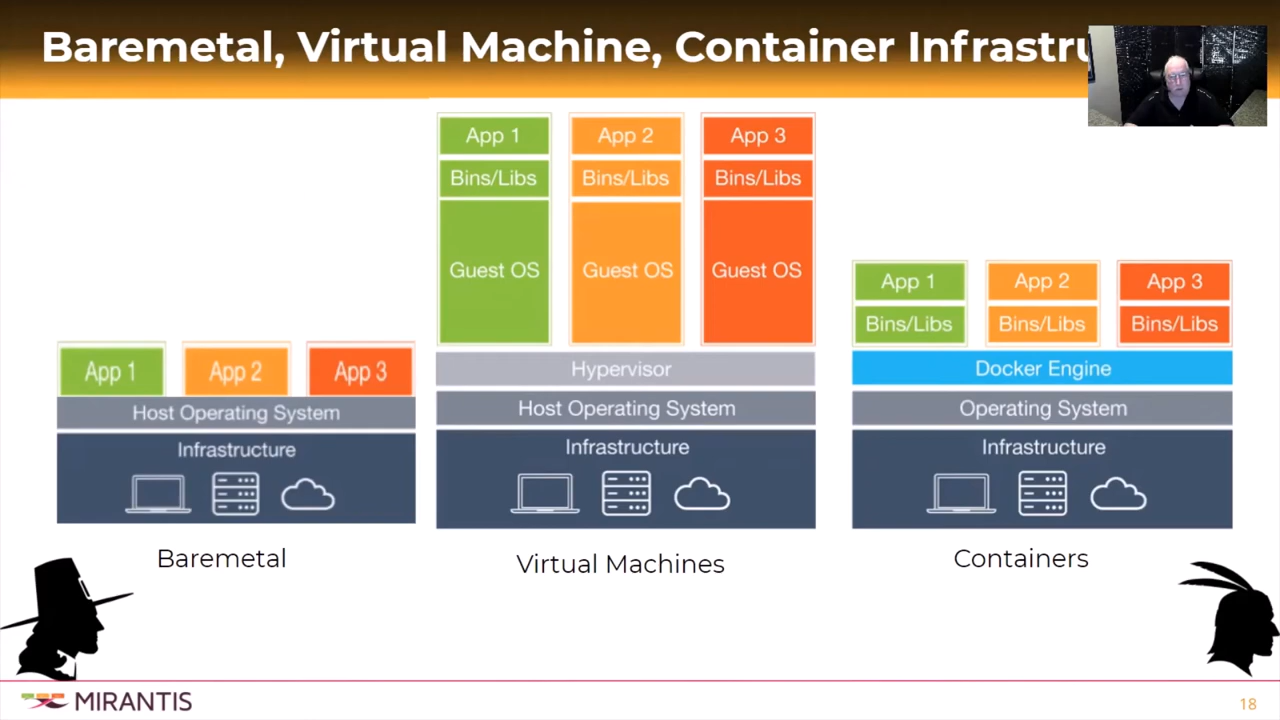 Baremetal, Virtual Machine, Container Infrastru
App 1
App 2
App 3
Host Operating System
Infrastructure
Baremetal
App 1
App 2
App 3
Bins/Libs
Bins/Libs
Bins/Libs
Guest OS
Guest OS
Guest OS
Hypervisor
Host Operating System
Infrastructure
Virtual Machines
App 1
App 2
App 3
Bins/Libs
Bins/Libs
Bins/Libs
Docker Engine
Operating System
Infrastructure
Containers
MIRANTIS
18